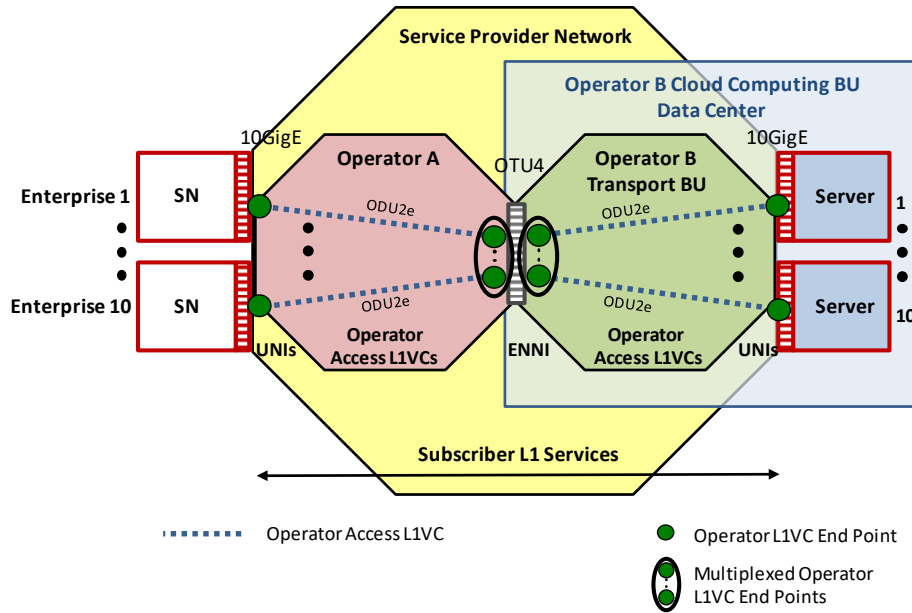 Service Provider Network
Operator B Cloud Computing BU
Data Center
10GigE
10GigE
Operator A
OTU4
Operator B
Transport BU
Enterprise 1
SN
ODU2e
ODU2e
Server
1
Enterprise 10
SN
ODU2e
ODU2e
Server
10
UNIs
Operator
Access L1VCs
ENNI
Operator
Access L1VCs
UNIs
Subscriber L1 Services
Operator Access L1VC
Operator L1VC End Point
Multiplexed Operator
L1VC End Points